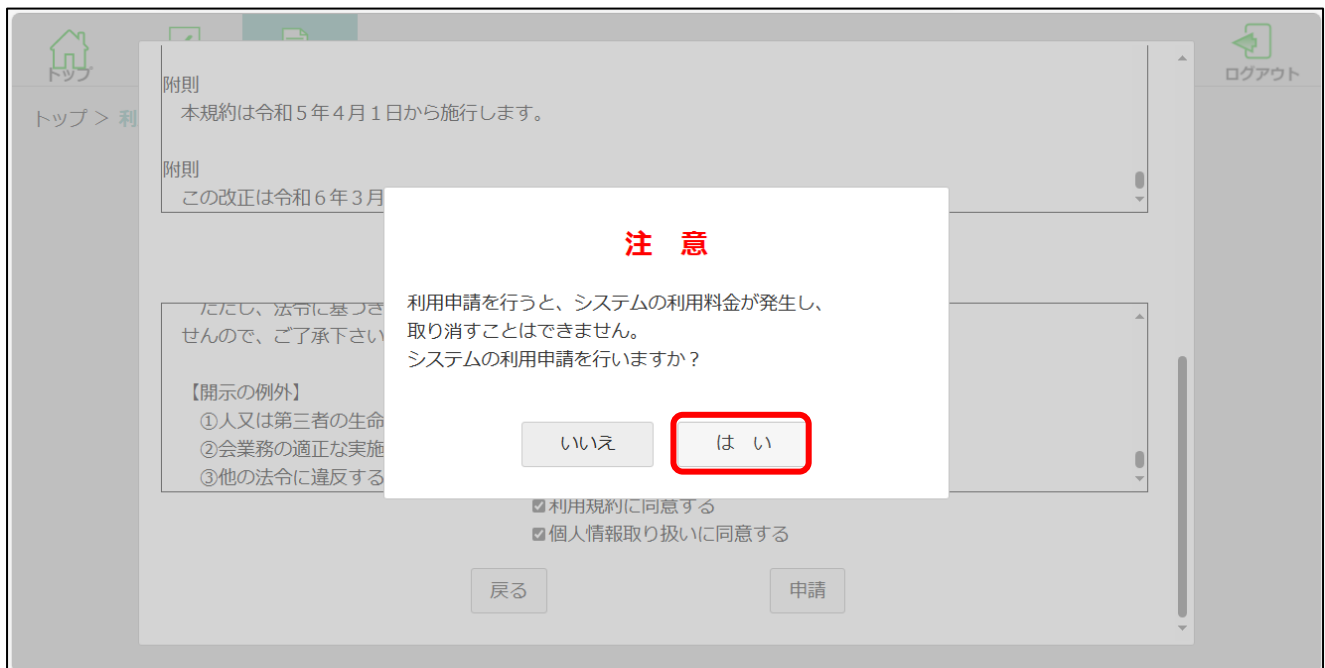 トップ
ログアウト
トップ > 利
附則
本規約は令和５年４月１日から施行します。
附則
この改正は令和６年３月
注　意
利用申請を行うと、システムの利用料金が発生し、
取り消すことはできません。
システムの利用申請を行いますか？
いいえ
は　い
ただし、法令に基づき
せんので、ご了承下さい
【開示の例外】
①人又は第三者の生命
②会業務の適正な実施
③他の法令に違反する
利用規約に同意する
個人情報取り扱いに同意する
戻る
申請